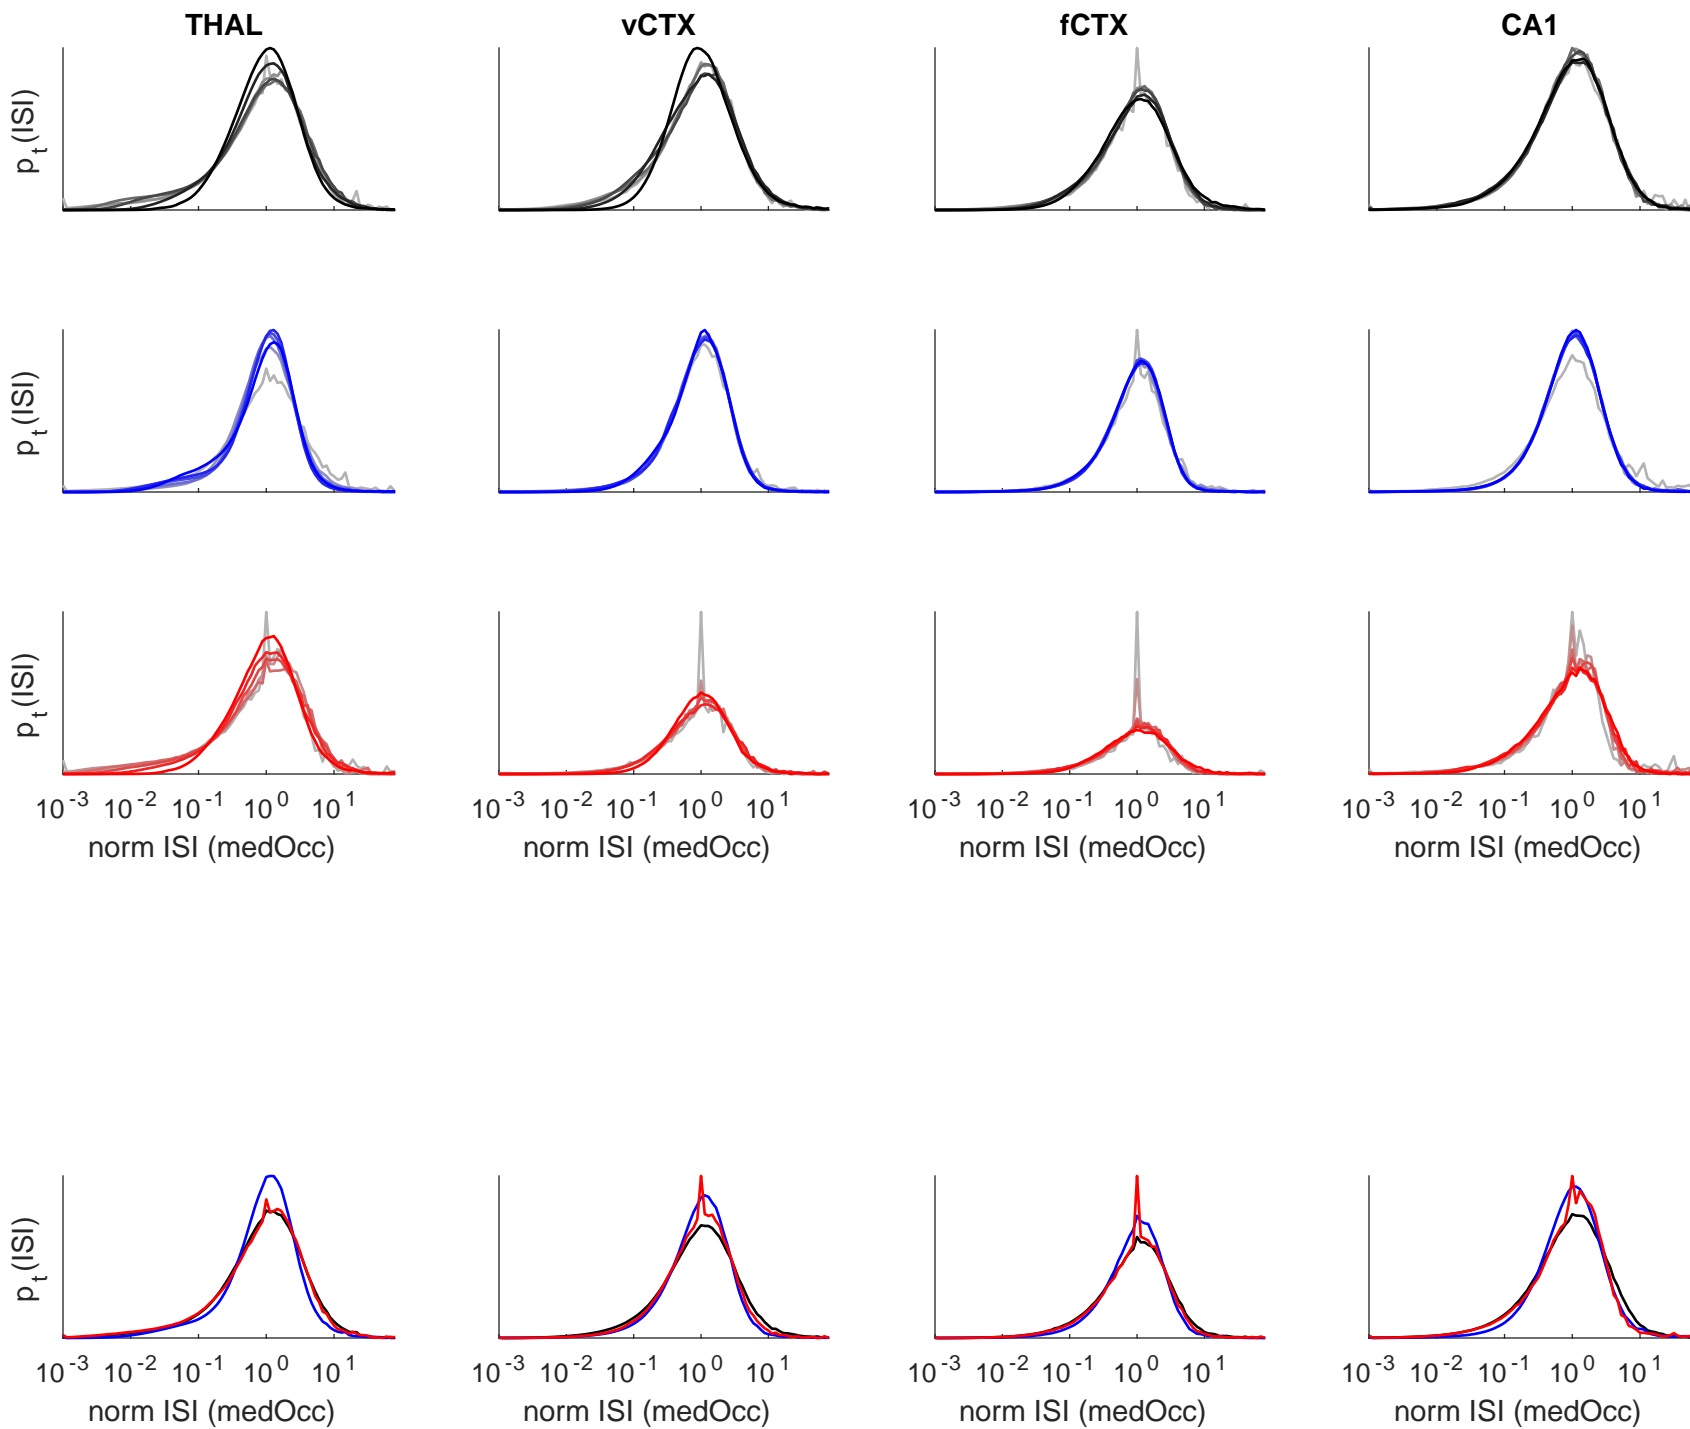 THAL vCTX fCTX CA1
p_t(ISI)
p_t(ISI)
p_t(ISI)
10^-3 10^-2 10^-1 10^0 10^1 10^-3 10^-2 10^-1 10^0 10^1 10^-3 10^-2 10^-1 10^0 10^1 10^-3 10^-2 10^-1 10^0 10^1
norm ISI (medOcc) norm ISI (medOcc) norm ISI (medOcc) norm ISI (medOcc)
p_t(ISI)
10^-3 10^-2 10^-1 10^0 10^1 10^-3 10^-2 10^-1 10^0 10^1 10^-3 10^-2 10^-1 10^0 10^1 10^-3 10^-2 10^-1 10^0 10^1
norm ISI (medOcc) norm ISI (medOcc) norm ISI (medOcc) norm ISI (medOcc)